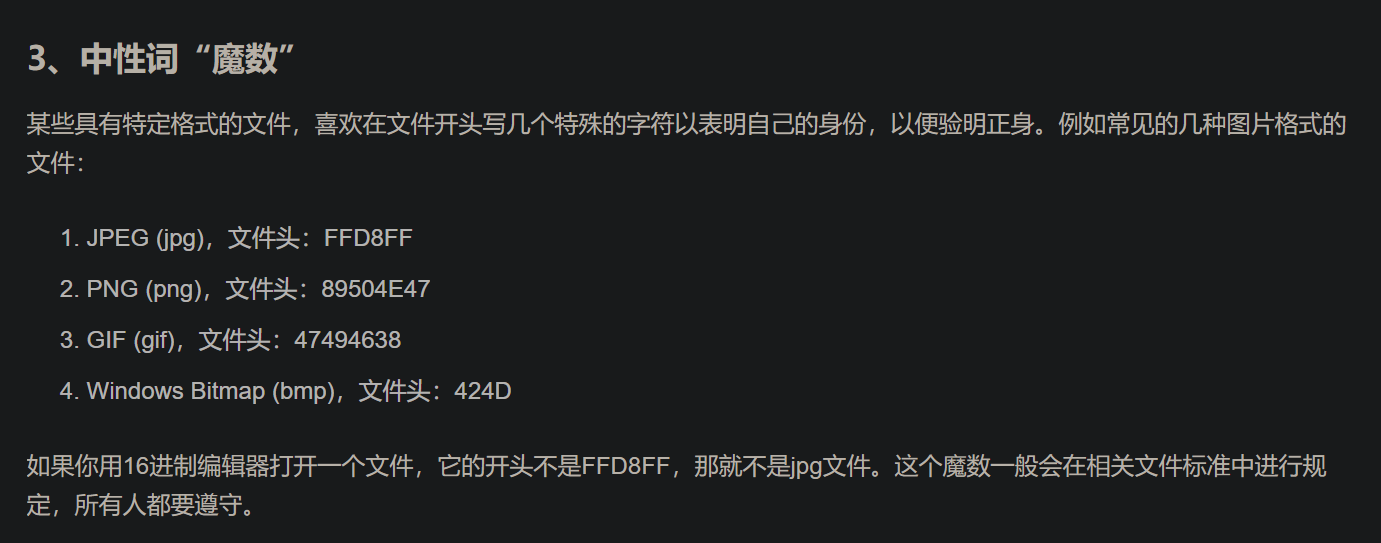 3、中性词“魔数”
某些具有特定格式的文件，喜欢在文件开头写几个特殊的字符以表明自己的身份，以便验明正身。例如常见的几种图片格式的
文件：
1. JPEG (jpg)，文件头：FFD8FF
2. PNG (png)，文件头：89504E47
3. GIF (gif)，文件头：47494638
4. Windows Bitmap (bmp)，文件头：424D
如果你用16进制编辑器打开一个文件，它的开头不是FFD8FF，那就不是jpg文件。这个魔数一般会在相关文件标准中进行规
定，所有人都要遵守。